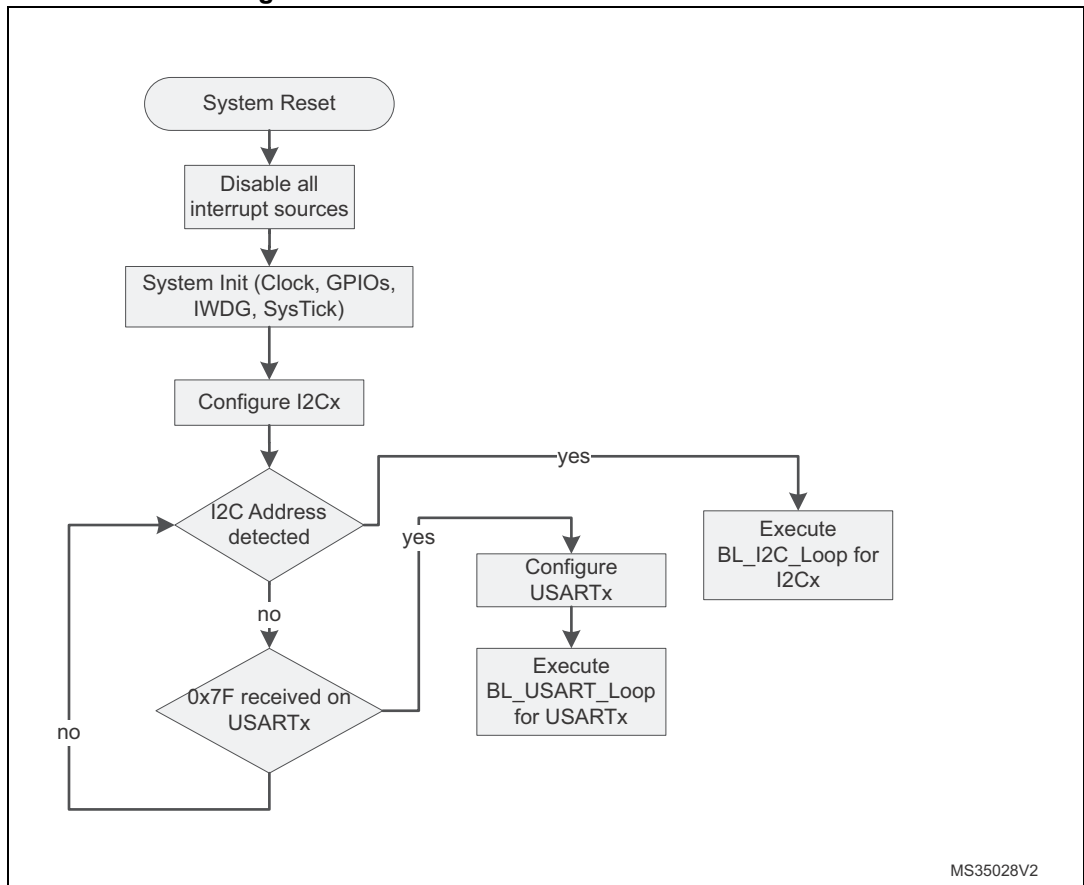 System Reset
Disable all
interrupt sources
System Init (Clock, GPIOs,
IWDG, SysTick)
Configure I2Cx
yes
I2C Address
detected
yes
Execute
BL_I2C_Loop for
I2Cx
Configure
USARTx
no
Execute
BL_USART_Loop
for USARTx
0x7F received on
USARTx
no
MS35028V2